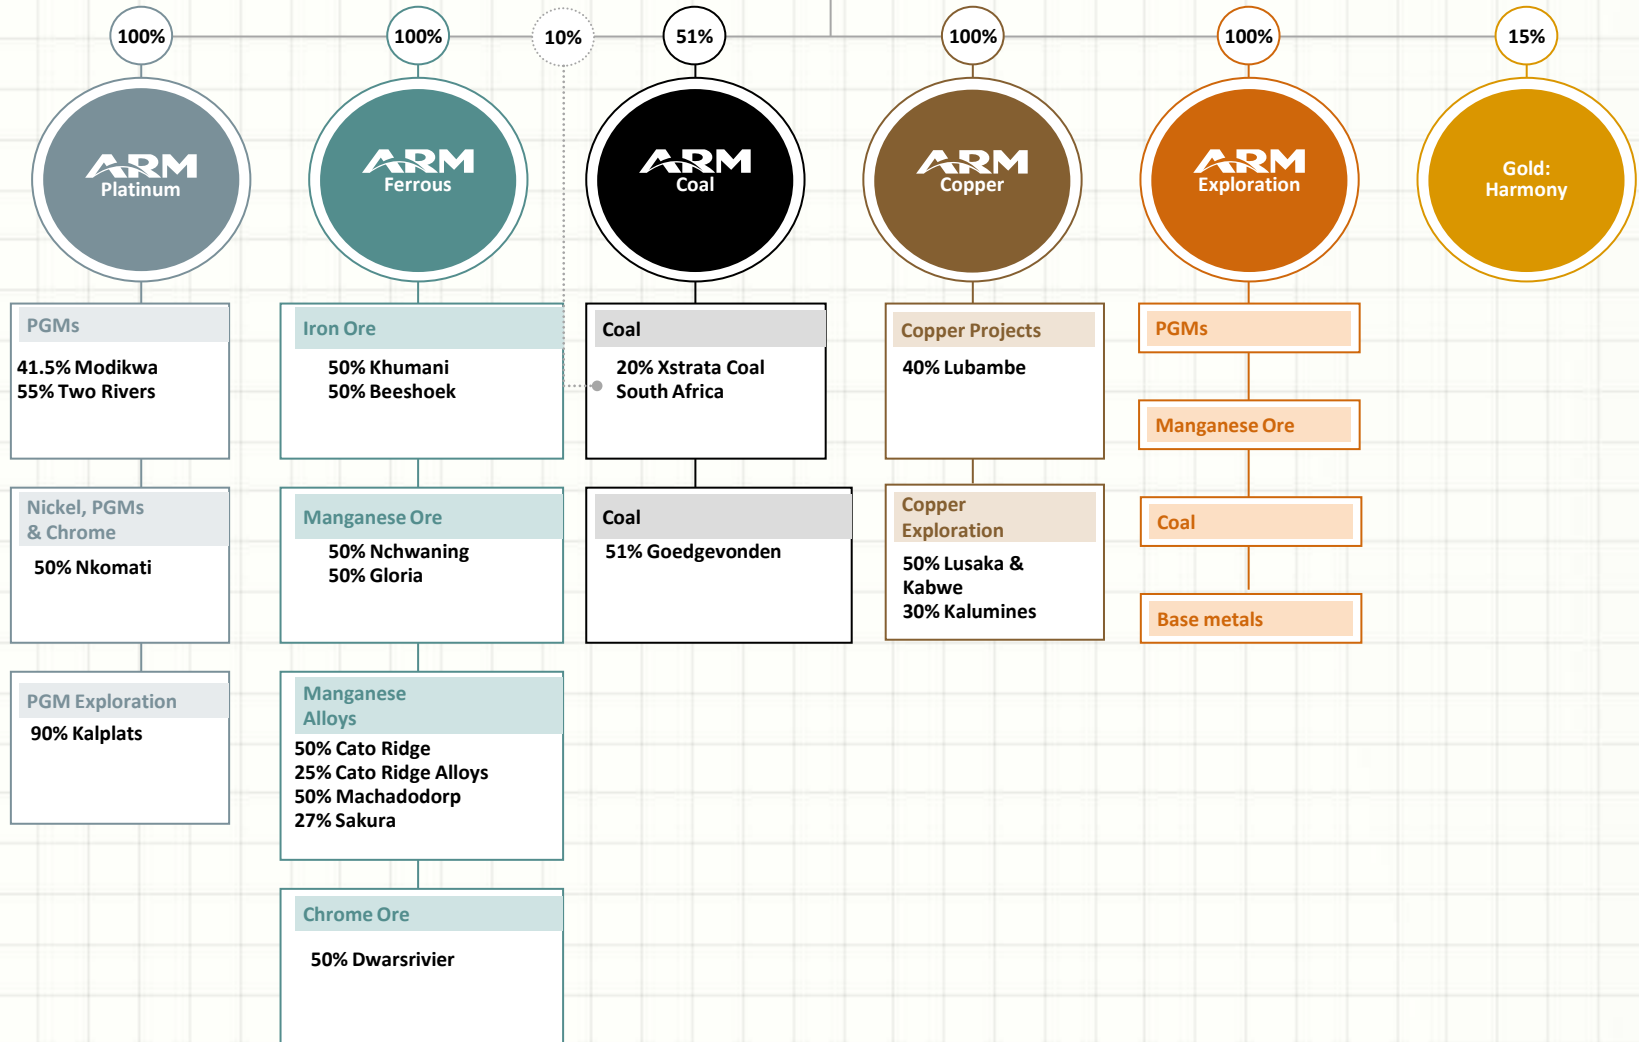 100%
100%
10%
51%
100%
100%
15%
ARM
Platinum
ARM
Ferrous
ARM
Coal
ARM
Copper
ARM
Exploration
Gold:
Harmony
PGMs
41.5% Modikwa
55% Two Rivers
Nickel, PGMs
& Chrome
50% Nkomati
PGM Exploration
90% Kalplats
Iron Ore
50% Khumani
50% Beeshoek
Manganese Ore
50% Nchwaning
50% Gloria
Manganese
Alloys
50% Cato Ridge
25% Cato Ridge Alloys
50% Machadodorp
27% Sakura
Chrome Ore
50% Dwarsrivier
Coal
20% Xstrata Coal
South Africa
Coal
51% Goedgevonden
Copper Projects
40% Lubambe
Copper
Exploration
50% Lusaka &
Kabwe
30% Kalumines
PGMs
Manganese Ore
Coal
Base metals